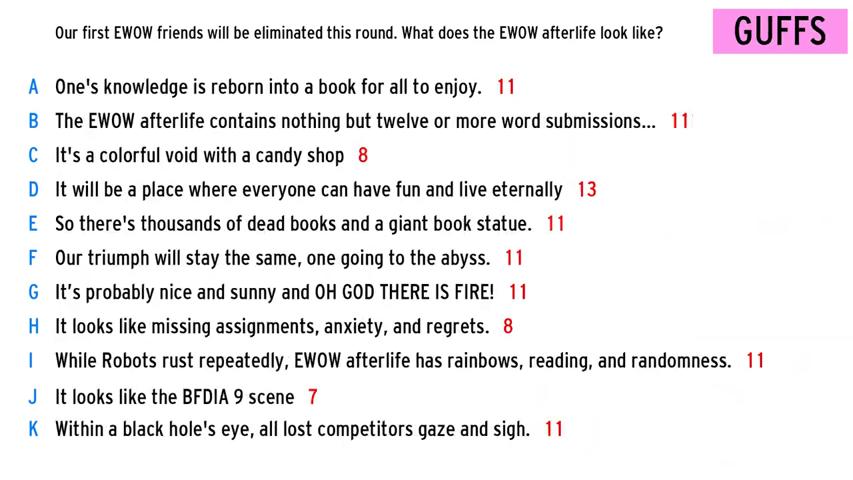 Our first EWOW friends will be eliminated this round. What does the EWOW afterlife look like?
GUFFS
A One's knowledge is reborn into a book for all to enjoy. 11
B The EWOW afterlife contains nothing but twelve or more word submissions... 11
C It's a colorful void with a candy shop 8
D It will be a place where everyone can have fun and live eternally 13
E So there's thousands of dead books and a giant book statue. 11
F Our triumph will stay the same, one going to the abyss. 11
G It's probably nice and sunny and OH GOD THERE IS FIRE! 11
H It looks like missing assignments, anxiety, and regrets. 8
I While Robots rust repeatedly, EWOW afterlife has rainbows, reading, and randomness. 11
J It looks like the BFDIA 9 scene 7
K Within a black hole's eye, all lost competitors gaze and sigh. 11